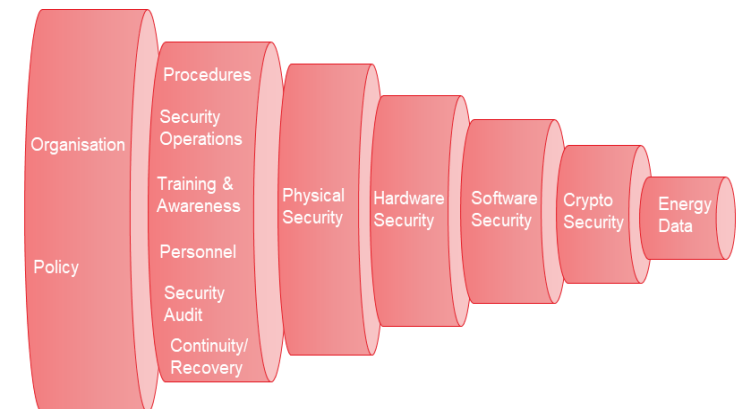 Organisation
Policy
Procedures
Security
Operations
Training &
Awareness
Personnel
Security
Audit
Continuity/
Recovery
Physical
Security
Hardware
Security
Software
Security
Crypto
Security
Energy
Data